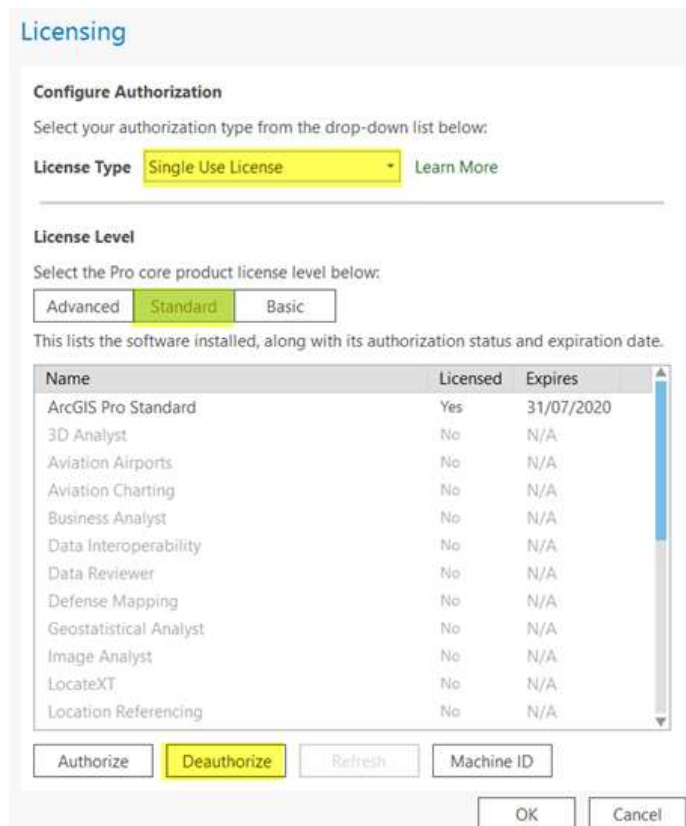 Licensing
Configure Authorization
Select your authorization type from the drop-down list below:
License Type Single Use License Learn More
License Level
Select the Pro core product license level below:
Advanced Standard Basic
This lists the software installed, along with its authorization status and expiration date.
Name Licensed Expires
ArcGIS Pro Standard Yes 31/07/2020
3D Analyst No N/A
Aviation Airports No N/A
Aviation Charting No N/A
Business Analyst No N/A
Data Interoperability No N/A
Data Reviewer No N/A
Defense Mapping No N/A
Geostatistical Analyst No N/A
Image Analyst No N/A
LocateXT No N/A
Location Referencing No N/A
Authorize Deauthorize Refresh Machine ID
OK Cancel